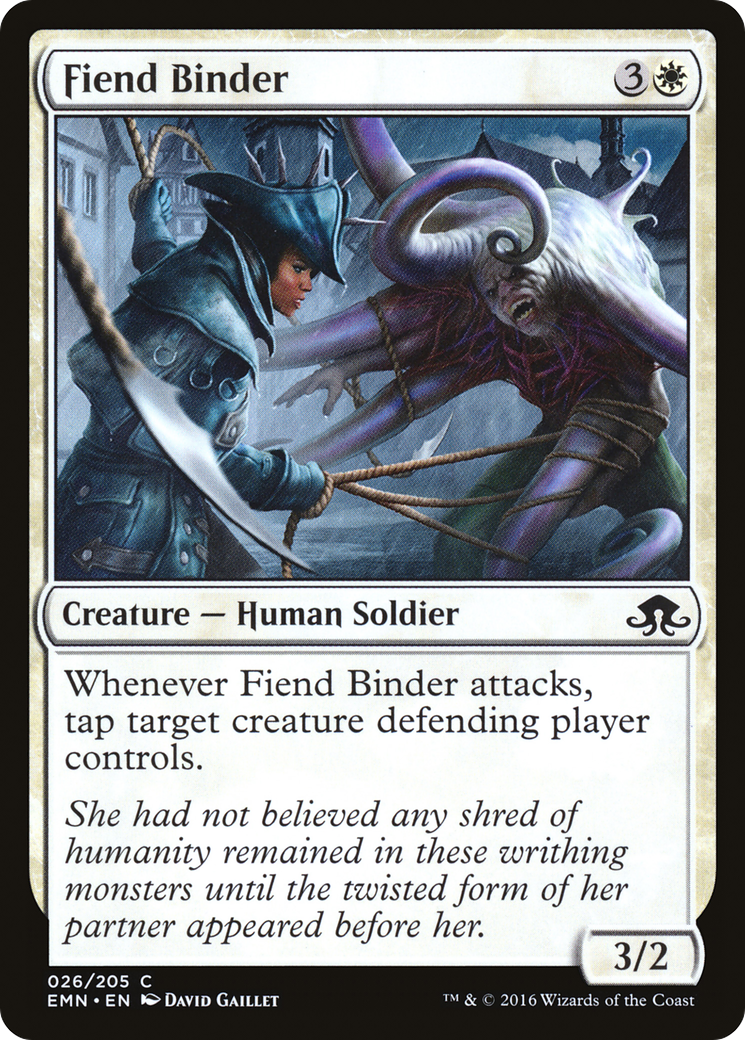 Fiend Binder 3
Creature — Human Soldier
Whenever Fiend Binder attacks,
tap target creature defending player
controls.
She had not believed any shred of
humanity remained in these writhing
monsters until the twisted form of her
partner appeared before her.
3/2
026/205 C
EMN • EN David Gaillet
™ & © 2016 Wizards of the Coast